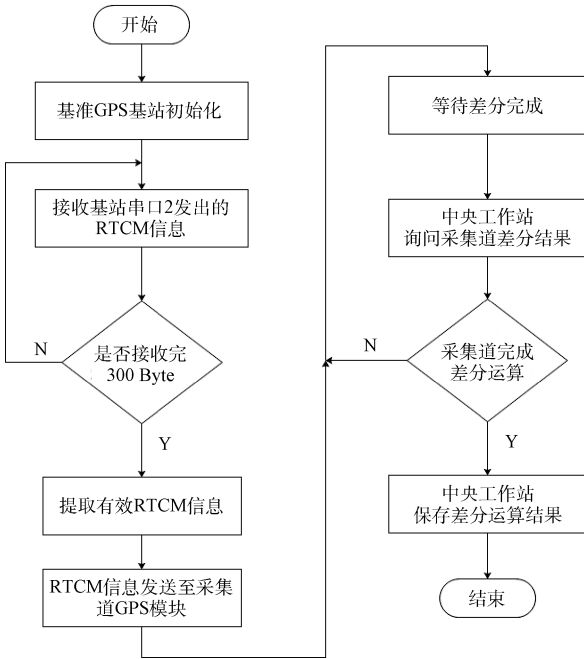 开始
基准GPS基站初始化
接收基站串口2发出的
RTCM信息
N
是否接收完
300 Byte
Y
提取有效RTCM信息
RTCM信息发送至采集
道GPS模块
等待差分完成
中央工作站
询问采集道差分结果
N
采集道完成
差分运算
Y
中央工作站
保存差分运算结果
结束